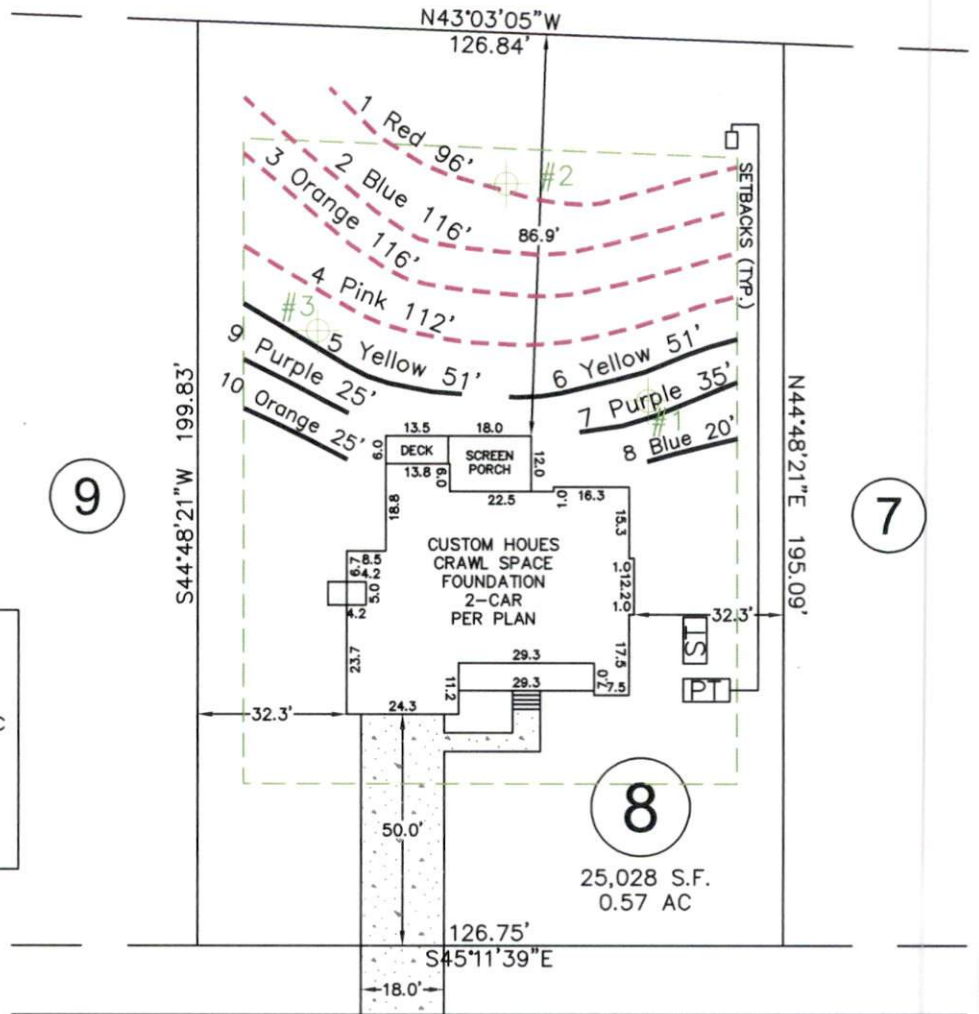 N43°03'05"W
126.84'
1 Red 96'
#2
2 Blue 116'
3 Orange 116'
86.9'
SETBACKS (TYP.)
4 Pink 112'
#3
5 Yellow 51'
6 Yellow 51'
9 Purple 25'
7 Purple 35'
#1
10 Orange 25'
8 Blue 20'
S44°48'21"W 199.83'
N44°48'21"E 195.09'
13.5
18.0
6.0
DECK
SCREEN
PORCH
12.0
13.8
6.0
22.5
1.0
16.3
18.8
15.3
9
7
CUSTOM HOUES
CRAWL SPACE
FOUNDATION
2-CAR
PER PLAN
6.7
8.5
4.2
5.0
4.2
1.0
12.2
1.0
32.3'
ST
23.7
17.5
29.3
29.3
11.2
7.0
7.5
PT
24.3
32.3'
C
50.0'
8
25,028 S.F.
0.57 AC
126.75'
S45°11'39"E
18.0'